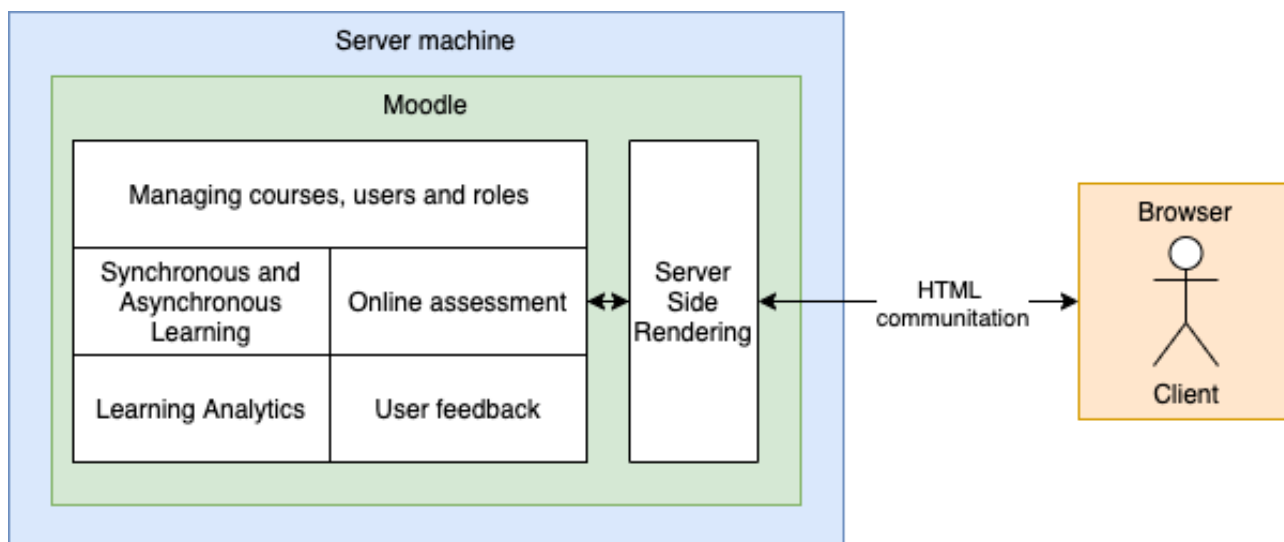 Server machine
Moodle
Managing courses, users and roles
Synchronous and
Asynchronous
Learning
Online assessment
Learning Analytics
User feedback
Server
Side
Rendering
HTML
communitation
Browser
Client